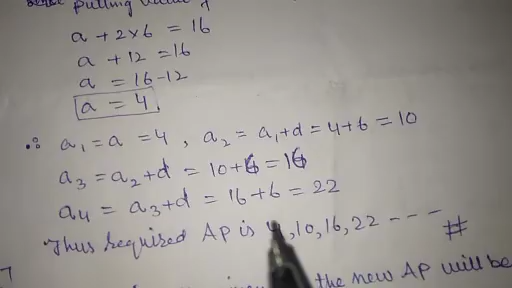 pulling value
a + 2×6 = 16
a + 12 = 16
a = 16-12
a = 4
∴ a₁ = a = 4, a₂ = a₁+d = 4+6 = 10
a₃ = a₂+d = 10+6 = 16
a₄ = a₃+d = 16+6 = 22
Thus required AP is 4,10,16,22 --- #
the new AP will be